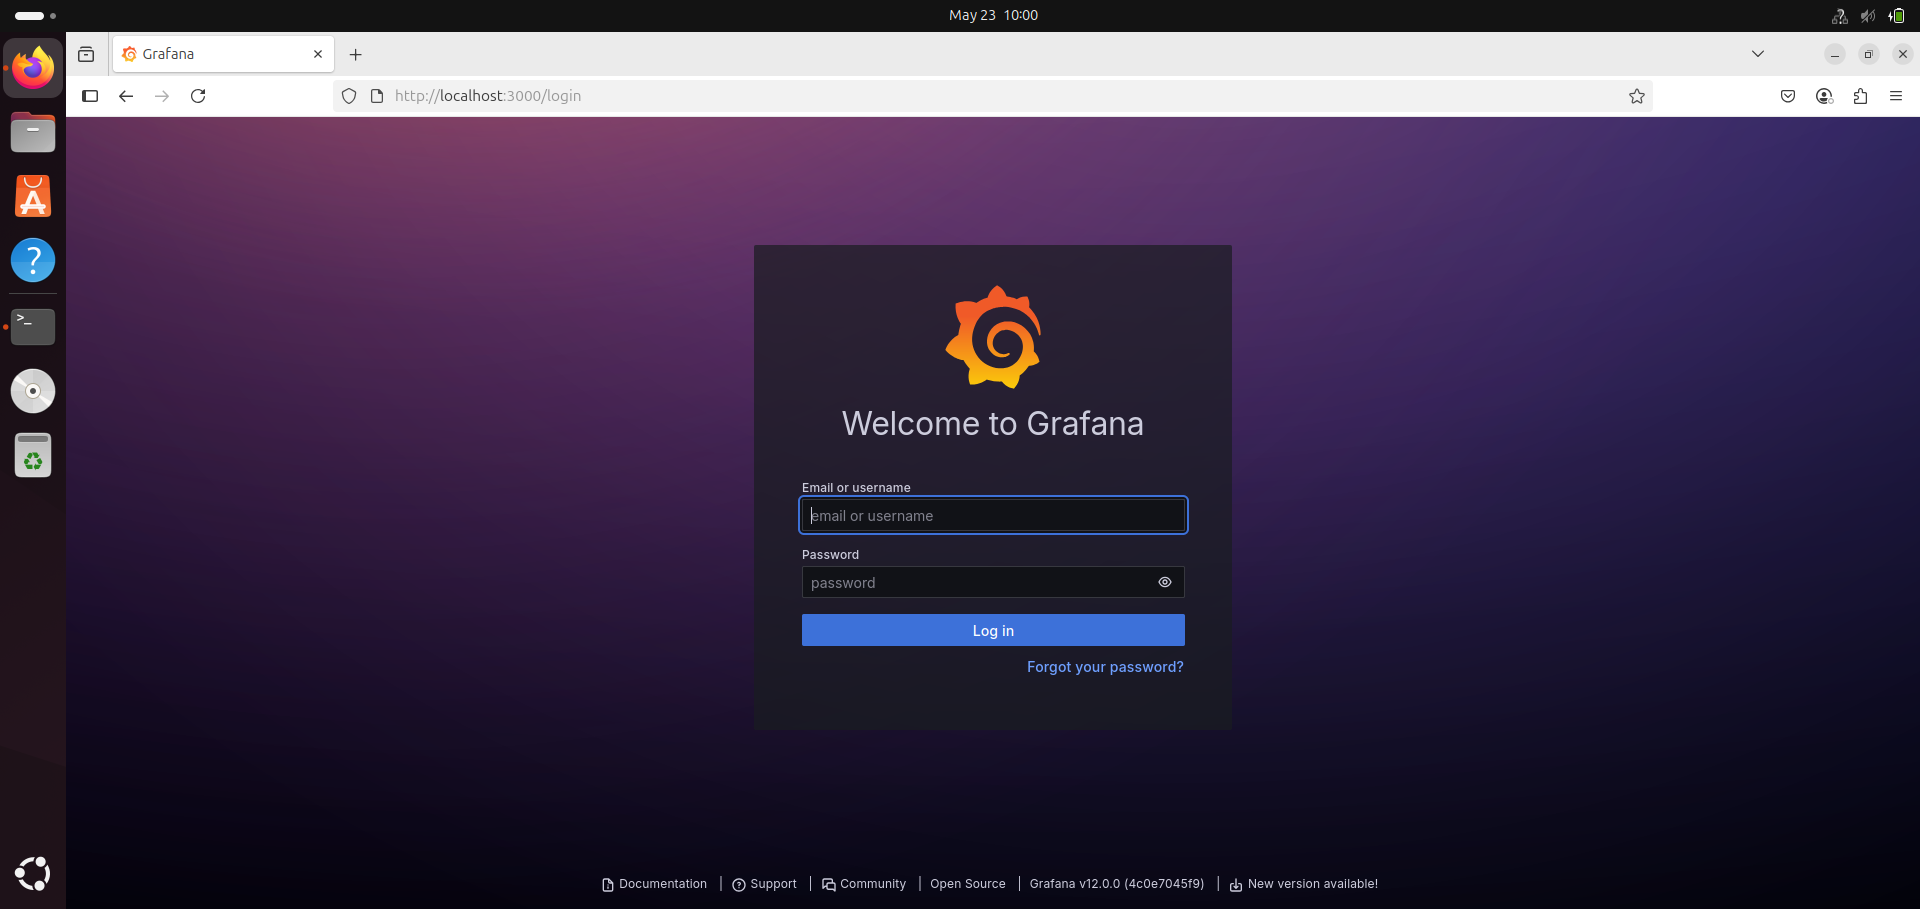 May 23 10:00
Grafana
http://localhost:3000/login
Welcome to Grafana
Email or username
email or username
Password
password
Log in
Forgot your password?
Documentation | Support | Community | Open Source | Grafana v12.0.0 (4c0e7045f9) | New version available!